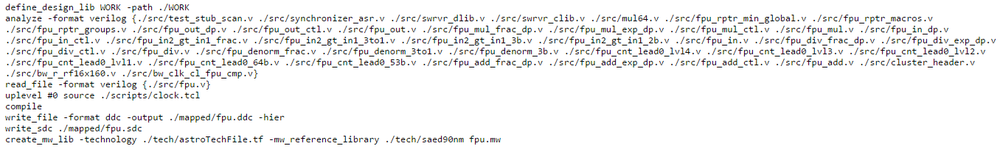 define_design_lib WORK -path ./WORK
analyze -format verilog {./src/test_stub_scan.v ./src/synchronizer_asr.v ./src/swrvr_dlib.v ./src/swrvr_clib.v ./src/mul64.v ./src/fpu_rptr_min_global.v ./src/fpu_rptr_macros.v
./src/fpu_rptr_groups.v ./src/fpu_out_dp.v ./src/fpu_out_ctl.v ./src/fpu_out.v ./src/fpu_mul_frac_dp.v ./src/fpu_mul_exp_dp.v ./src/fpu_mul_ctl.v ./src/fpu_mul.v ./src/fpu_in_dp.v
./src/fpu_in_ctl.v ./src/fpu_in2_gt_in1_frac.v ./src/fpu_in2_gt_in1_3to1.v ./src/fpu_in2_gt_in1_3b.v ./src/fpu_in2_gt_in1_2b.v ./src/fpu_in.v ./src/fpu_div_frac_dp.v ./src/fpu_div_exp_dp.v
./src/fpu_div_ctl.v ./src/fpu_div.v ./src/fpu_denorm_frac.v ./src/fpu_denorm_3to1.v ./src/fpu_denorm_3b.v ./src/fpu_cnt_lead0_lvl4.v ./src/fpu_cnt_lead0_lvl3.v ./src/fpu_cnt_lead0_lvl2.v
./src/fpu_cnt_lead0_lvl1.v ./src/fpu_cnt_lead0_64b.v ./src/fpu_cnt_lead0_53b.v ./src/fpu_add_frac_dp.v ./src/fpu_add_exp_dp.v ./src/fpu_add_ctl.v ./src/fpu_add.v ./src/cluster_header.v
./src/bw_r_rf16x160.v ./src/bw_clk_cl_fpu_cmp.v}
read_file -format verilog {./src/fpu.v}
uplevel #0 source ./scripts/clock.tcl
compile
write_file -format ddc -output ./mapped/fpu.ddc -hier
write_sdc ./mapped/fpu.sdc
create_mw_lib -technology ./tech/astroTechFile.tf -mw_reference_library ./tech/saed90nm fpu.mw